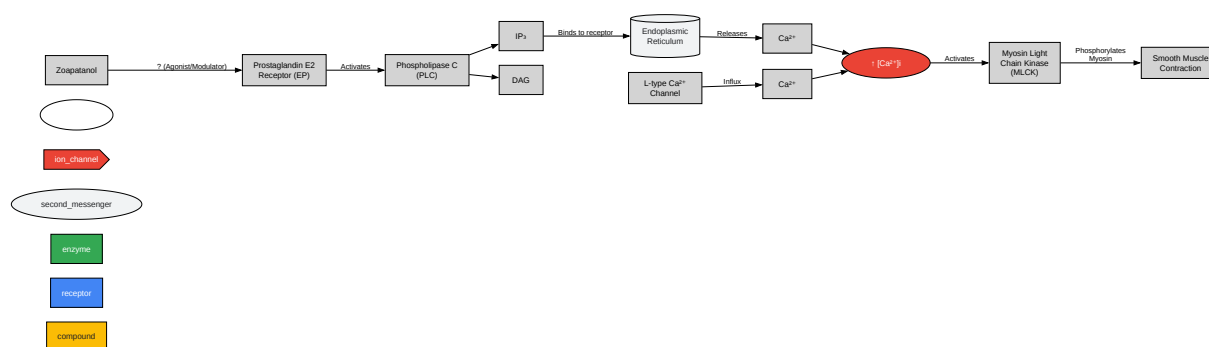 Zoapatanol
? (Agonist/Modulator)
Prostaglandin E2
Receptor (EP)
Activates
Phospholipase C
(PLC)
IP₃
DAG
Binds to receptor
Endoplasmic
Reticulum
Releases
Ca²⁺
L-type Ca²⁺
Channel
Influx
Ca²⁺
↑ [Ca²⁺]i
Activates
Myosin Light
Chain Kinase
(MLCK)
Phosphorylates
Myosin
Smooth Muscle
Contraction
ion_channel
second_messenger
enzyme
receptor
compound